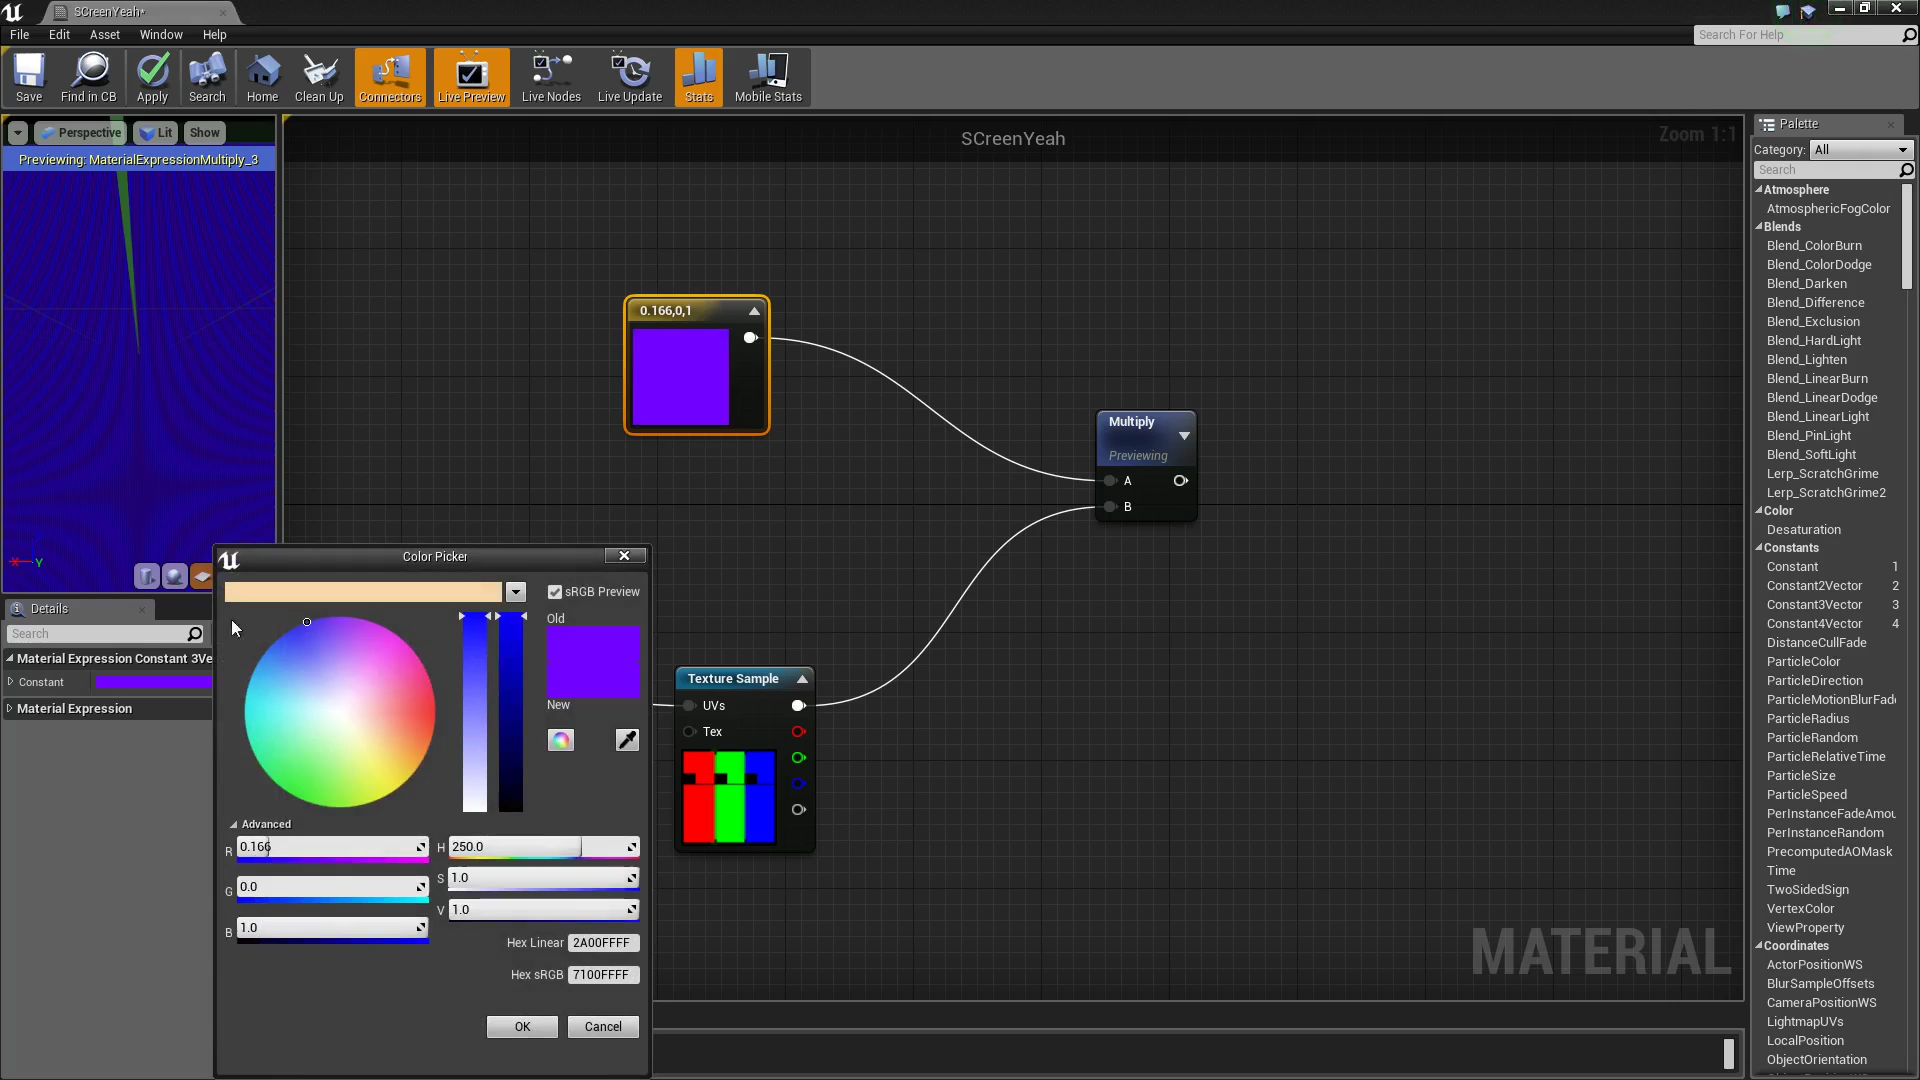 SCreenYeah*
File Edit Asset Window Help
Search For Help
Save Find in CB Apply Search Home Clean Up Connectors Live Preview Live Nodes Live Update Stats Mobile Stats
Perspective Lit Show
Previewing: MaterialExpressionMultiply_3
X Y
SCreenYeah
Zoom 1:1
0.166,0,1
Multiply
Previewing
A
B
Texture Sample
UVs
Tex
MATERIAL
Details
Search
Material Expression Constant 3Ve
Constant
Material Expression
Color Picker
sRGB Preview
Old
New
Advanced
R 0.166
G 0.0
B 1.0
H 250.0
S 1.0
V 1.0
Hex Linear 2A00FFFF
Hex sRGB 7100FFFF
OK Cancel
Palette
Category: All
Search
Atmosphere
AtmosphericFogColor
Blends
Blend_ColorBurn
Blend_ColorDodge
Blend_Darken
Blend_Difference
Blend_Exclusion
Blend_HardLight
Blend_Lighten
Blend_LinearBurn
Blend_LinearDodge
Blend_LinearLight
Blend_PinLight
Blend_SoftLight
Lerp_ScratchGrime
Lerp_ScratchGrime2
Color
Desaturation
Constants
Constant 1
Constant2Vector 2
Constant3Vector 3
Constant4Vector 4
DistanceCullFade
ParticleColor
ParticleDirection
ParticleMotionBlurFade
ParticleRadius
ParticleRandom
ParticleRelativeTime
ParticleSize
ParticleSpeed
PerInstanceFadeAmou
PerInstanceRandom
PrecomputedAOMask
Time
TwoSidedSign
VertexColor
ViewProperty
Coordinates
ActorPositionWS
BlurSampleOffsets
CameraPositionWS
LightmapUVs
LocalPosition
ObjectOrientation